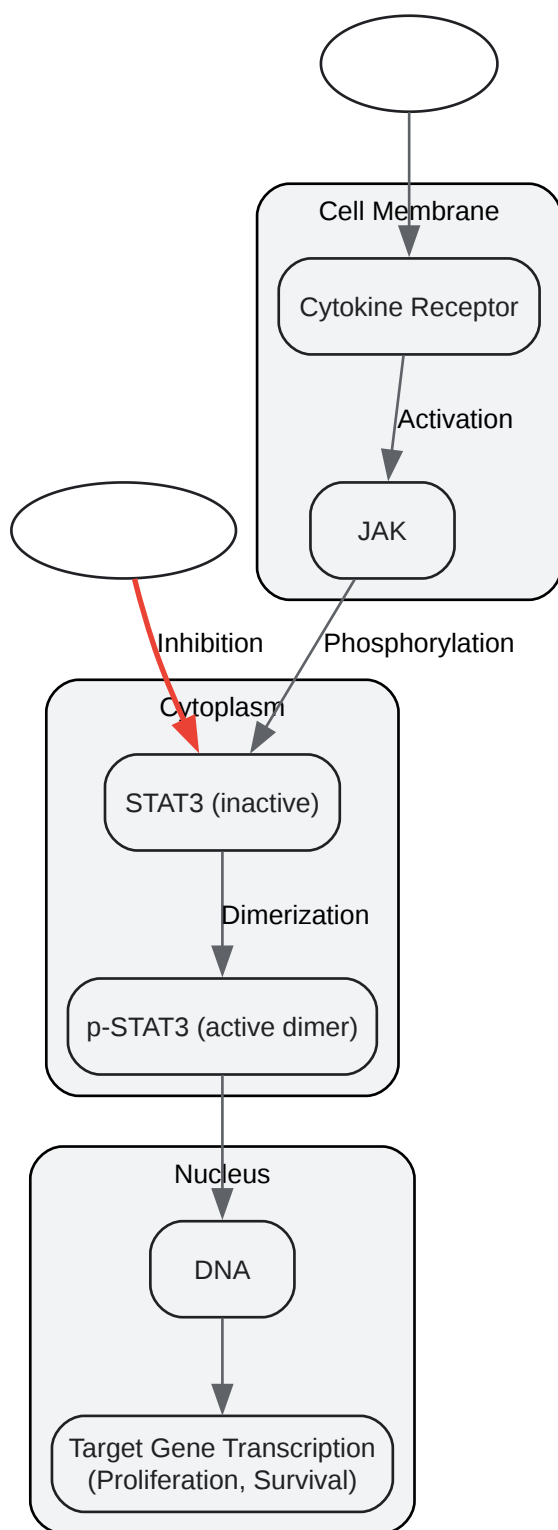 Cell Membrane
Cytokine Receptor
Activation
JAK
Inhibition
Phosphorylation
Cytoplasm
STAT3 (inactive)
Dimerization
p-STAT3 (active dimer)
Nucleus
DNA
Target Gene Transcription
(Proliferation, Survival)